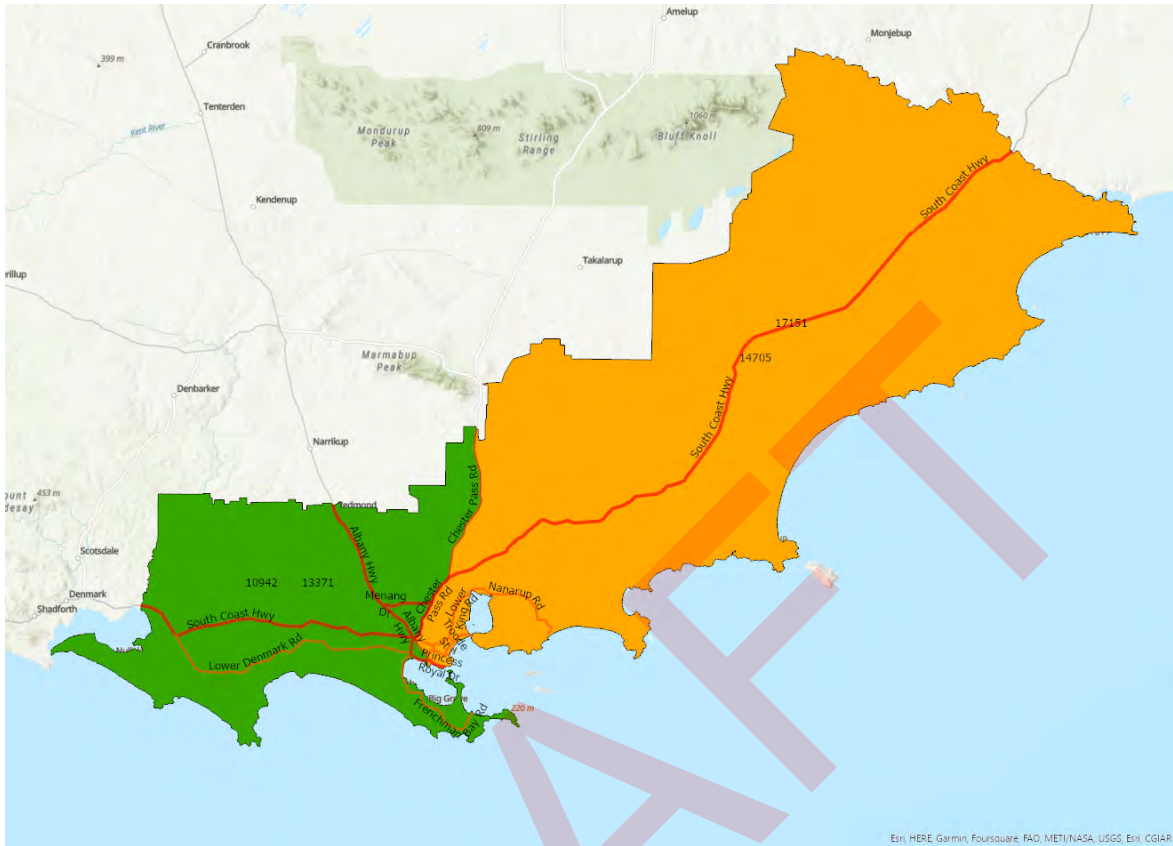 Amelup
Cranbrook
Monjebup
399 m
Tenterden
Kent River
Mondurup
Peak
809 m
Stirling
Range
1060 m
Bluff Knoll
South Coast Hwy
Kendenup
Takalarup
17151
14705
Marmabup
Peak
South Coast Hwy
Denbarker
Narrikup
Chester Pass Rd
453 m
Redmond
Albany Hwy
Scotsdale
10942
13371
Denmark
Shadforth
Menang
Dr
Chester
Pass Rd
Lower
King Rd
Nanarup Rd
South Coast Hwy
Albany
Hwy
Lower Denmark Rd
Princess
Royal Dr
Big Grove
Frenchman Bay Rd
220 m
Esri, HERE, Garmin, Foursquare, FAO, METI/NASA, USGS, Esri, CGIAR